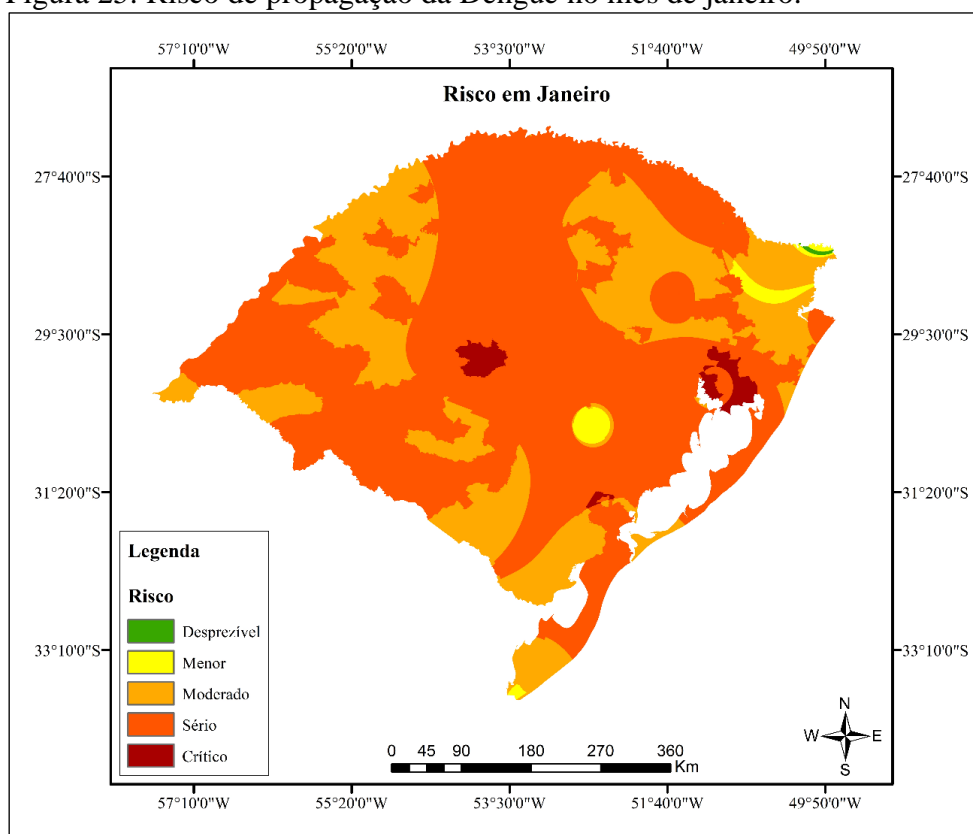 Figura 23: Risco de propagação da Dengue no mês de janeiro.
57°10'0"W 55°20'0"W 53°30'0"W 51°40'0"W 49°50'0"W
Risco em Janeiro
27°40'0"S 27°40'0"S
29°30'0"S 29°30'0"S
31°20'0"S 31°20'0"S
Legenda
Risco
Desprezível
Menor
33°10'0"S 33°10'0"S
Moderado
Sério
Crítico
N
W E
S
0 45 90 180 270 360
Km
57°10'0"W 55°20'0"W 53°30'0"W 51°40'0"W 49°50'0"W